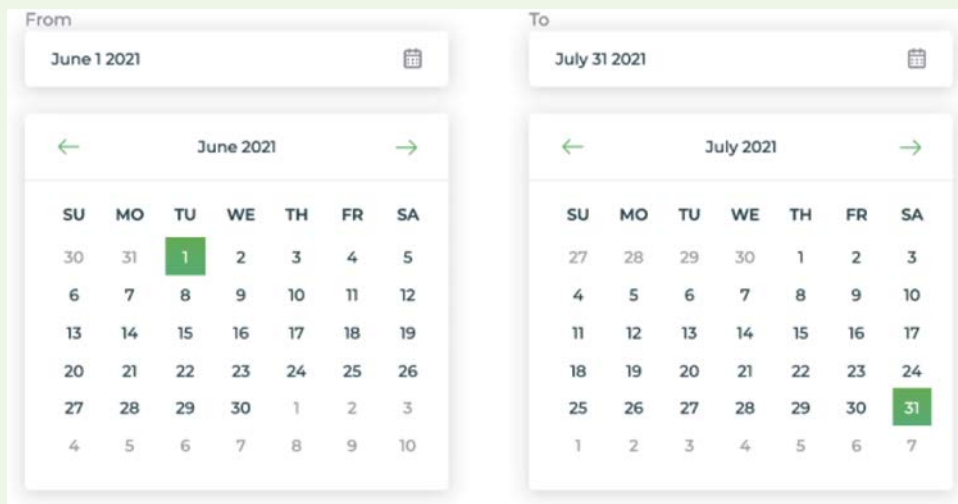 From
June 1 2021
June 2021
SU MO TU WE TH FR SA
30 31 1 2 3 4 5
6 7 8 9 10 11 12
13 14 15 16 17 18 19
20 21 22 23 24 25 26
27 28 29 30 1 2 3
4 5 6 7 8 9 10
To
July 31 2021
July 2021
SU MO TU WE TH FR SA
27 28 29 30 1 2 3
4 5 6 7 8 9 10
11 12 13 14 15 16 17
18 19 20 21 22 23 24
25 26 27 28 29 30 31
1 2 3 4 5 6 7